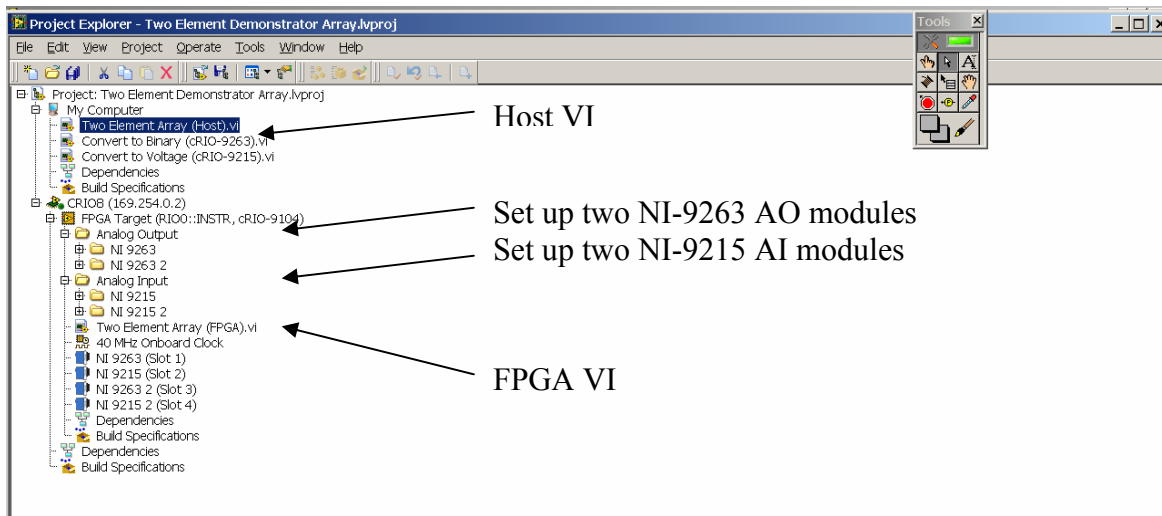 Project Explorer - Two Element Demonstrator Array.lvproj
Tools
File Edit View Project Operate Tools Window Help
Project: Two Element Demonstrator Array.lvproj
My Computer
Two Element Array (Host).vi
Host VI
Convert to Binary (cRIO-9263).vi
Convert to Voltage (cRIO-9215).vi
Dependencies
Build Specifications
CRIO8 (169.254.0.2)
FPGA Target (RIO0::INSTR, cRIO-9104)
Set up two NI-9263 AO modules
Analog Output
NI 9263
Set up two NI-9215 AI modules
NI 9263 2
Analog Input
NI 9215
NI 9215 2
Two Element Array (FPGA).vi
40 MHz Onboard Clock
NI 9263 (Slot 1)
NI 9215 (Slot 2)
FPGA VI
NI 9263 2 (Slot 3)
NI 9215 2 (Slot 4)
Dependencies
Build Specifications
Dependencies
Build Specifications